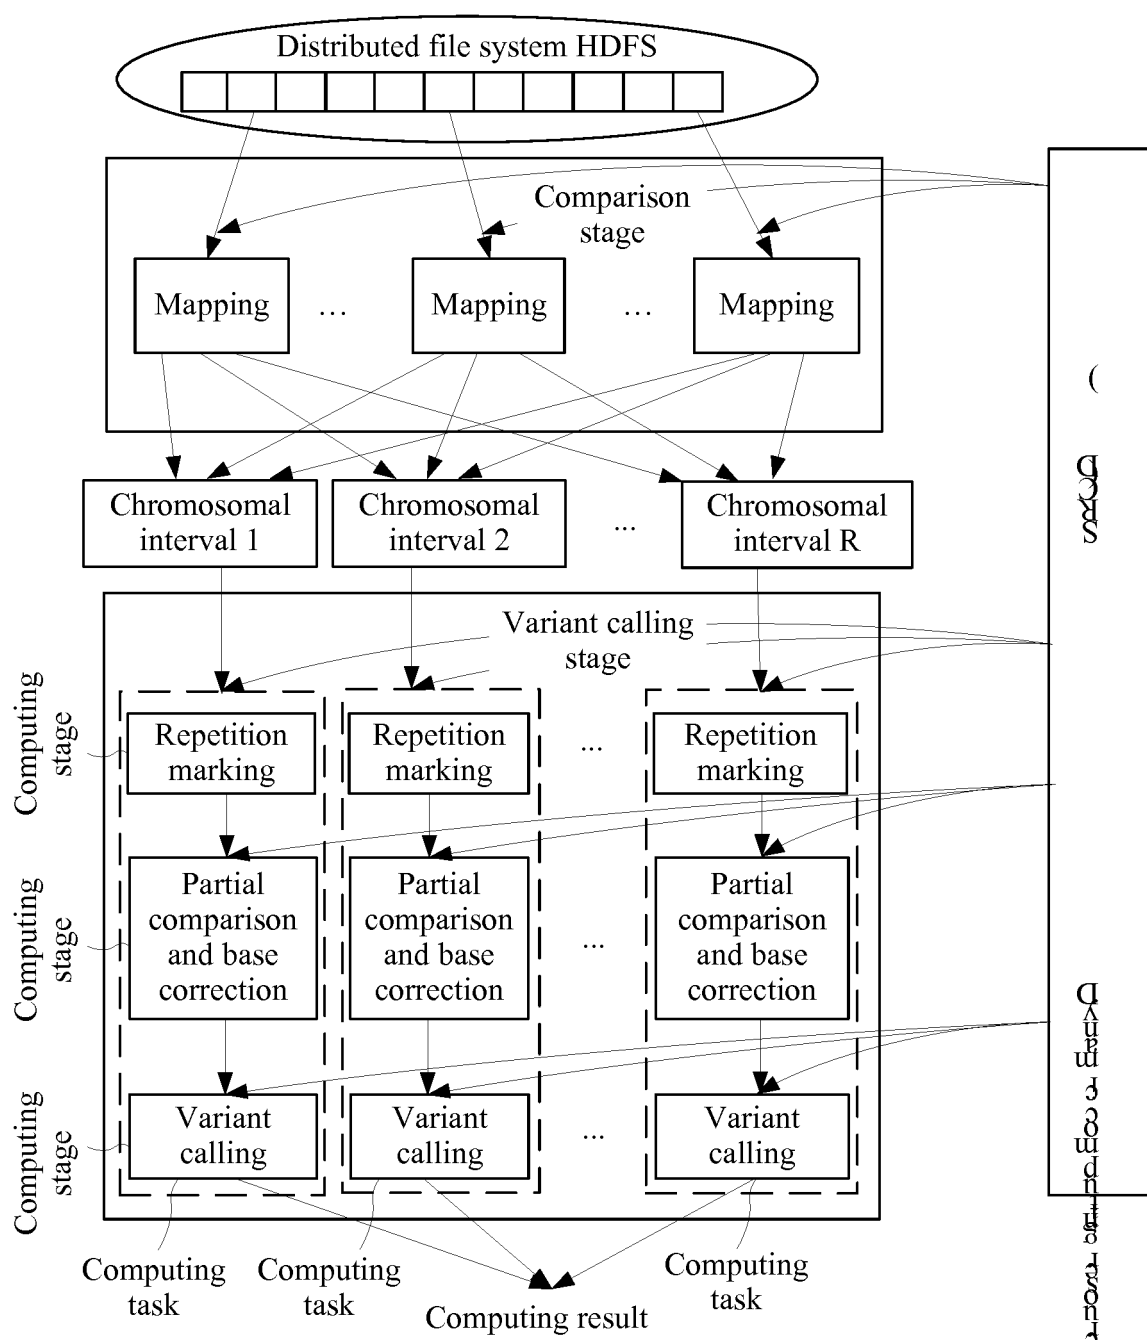 Distributed file system HDFS
Comparison
stage
Mapping
...
Mapping
...
Mapping
Chromosomal
interval 1
Chromosomal
interval 2
...
Chromosomal
interval R
Variant calling
stage
Computing
stage
Repetition
marking
Repetition
marking
...
Repetition
marking
Computing
stage
Partial
comparison
and base
correction
Partial
comparison
and base
correction
...
Partial
comparison
and base
correction
Computing
stage
Variant
calling
Variant
calling
...
Variant
calling
Computing
task
Computing
task
Computing
task
Computing result